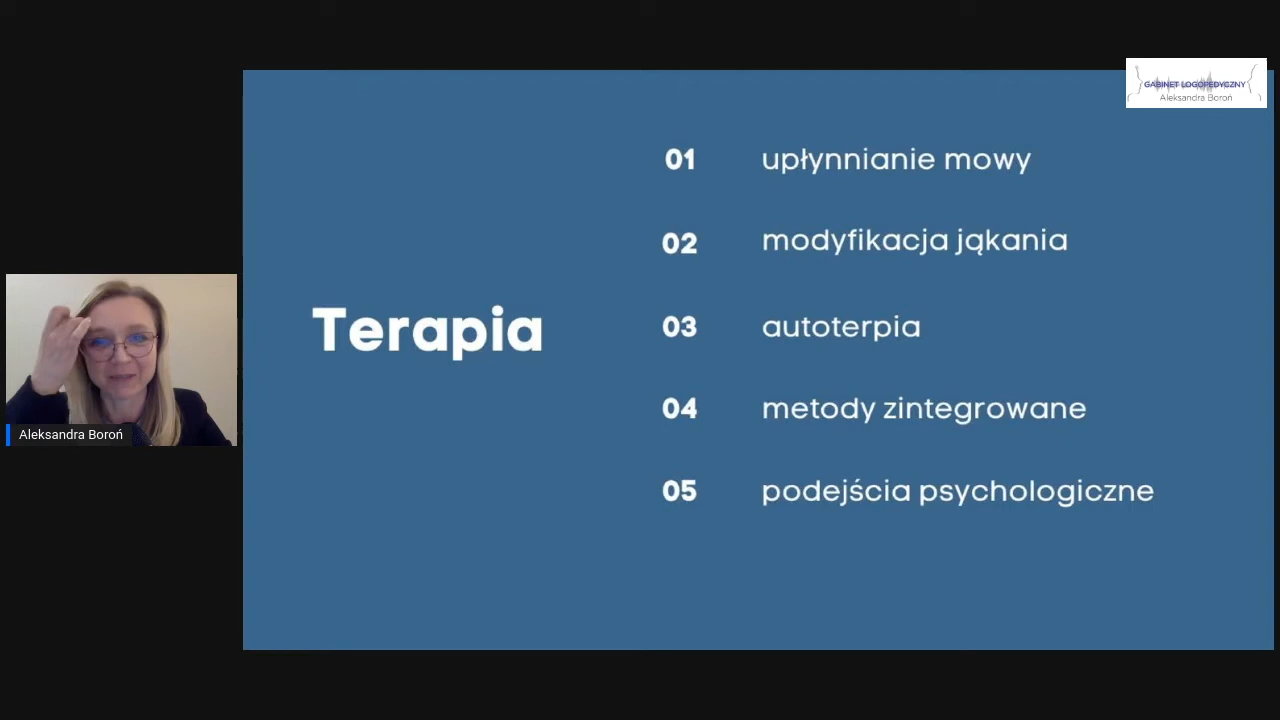 GABINET LOGOPEDYCZNY
Aleksandra Boroń
01 upłynnianie mowy
02 modyfikacja jąkania
Terapia
03 autoterpia
04 metody zintegrowane
05 podejścia psychologiczne
Aleksandra Boroń